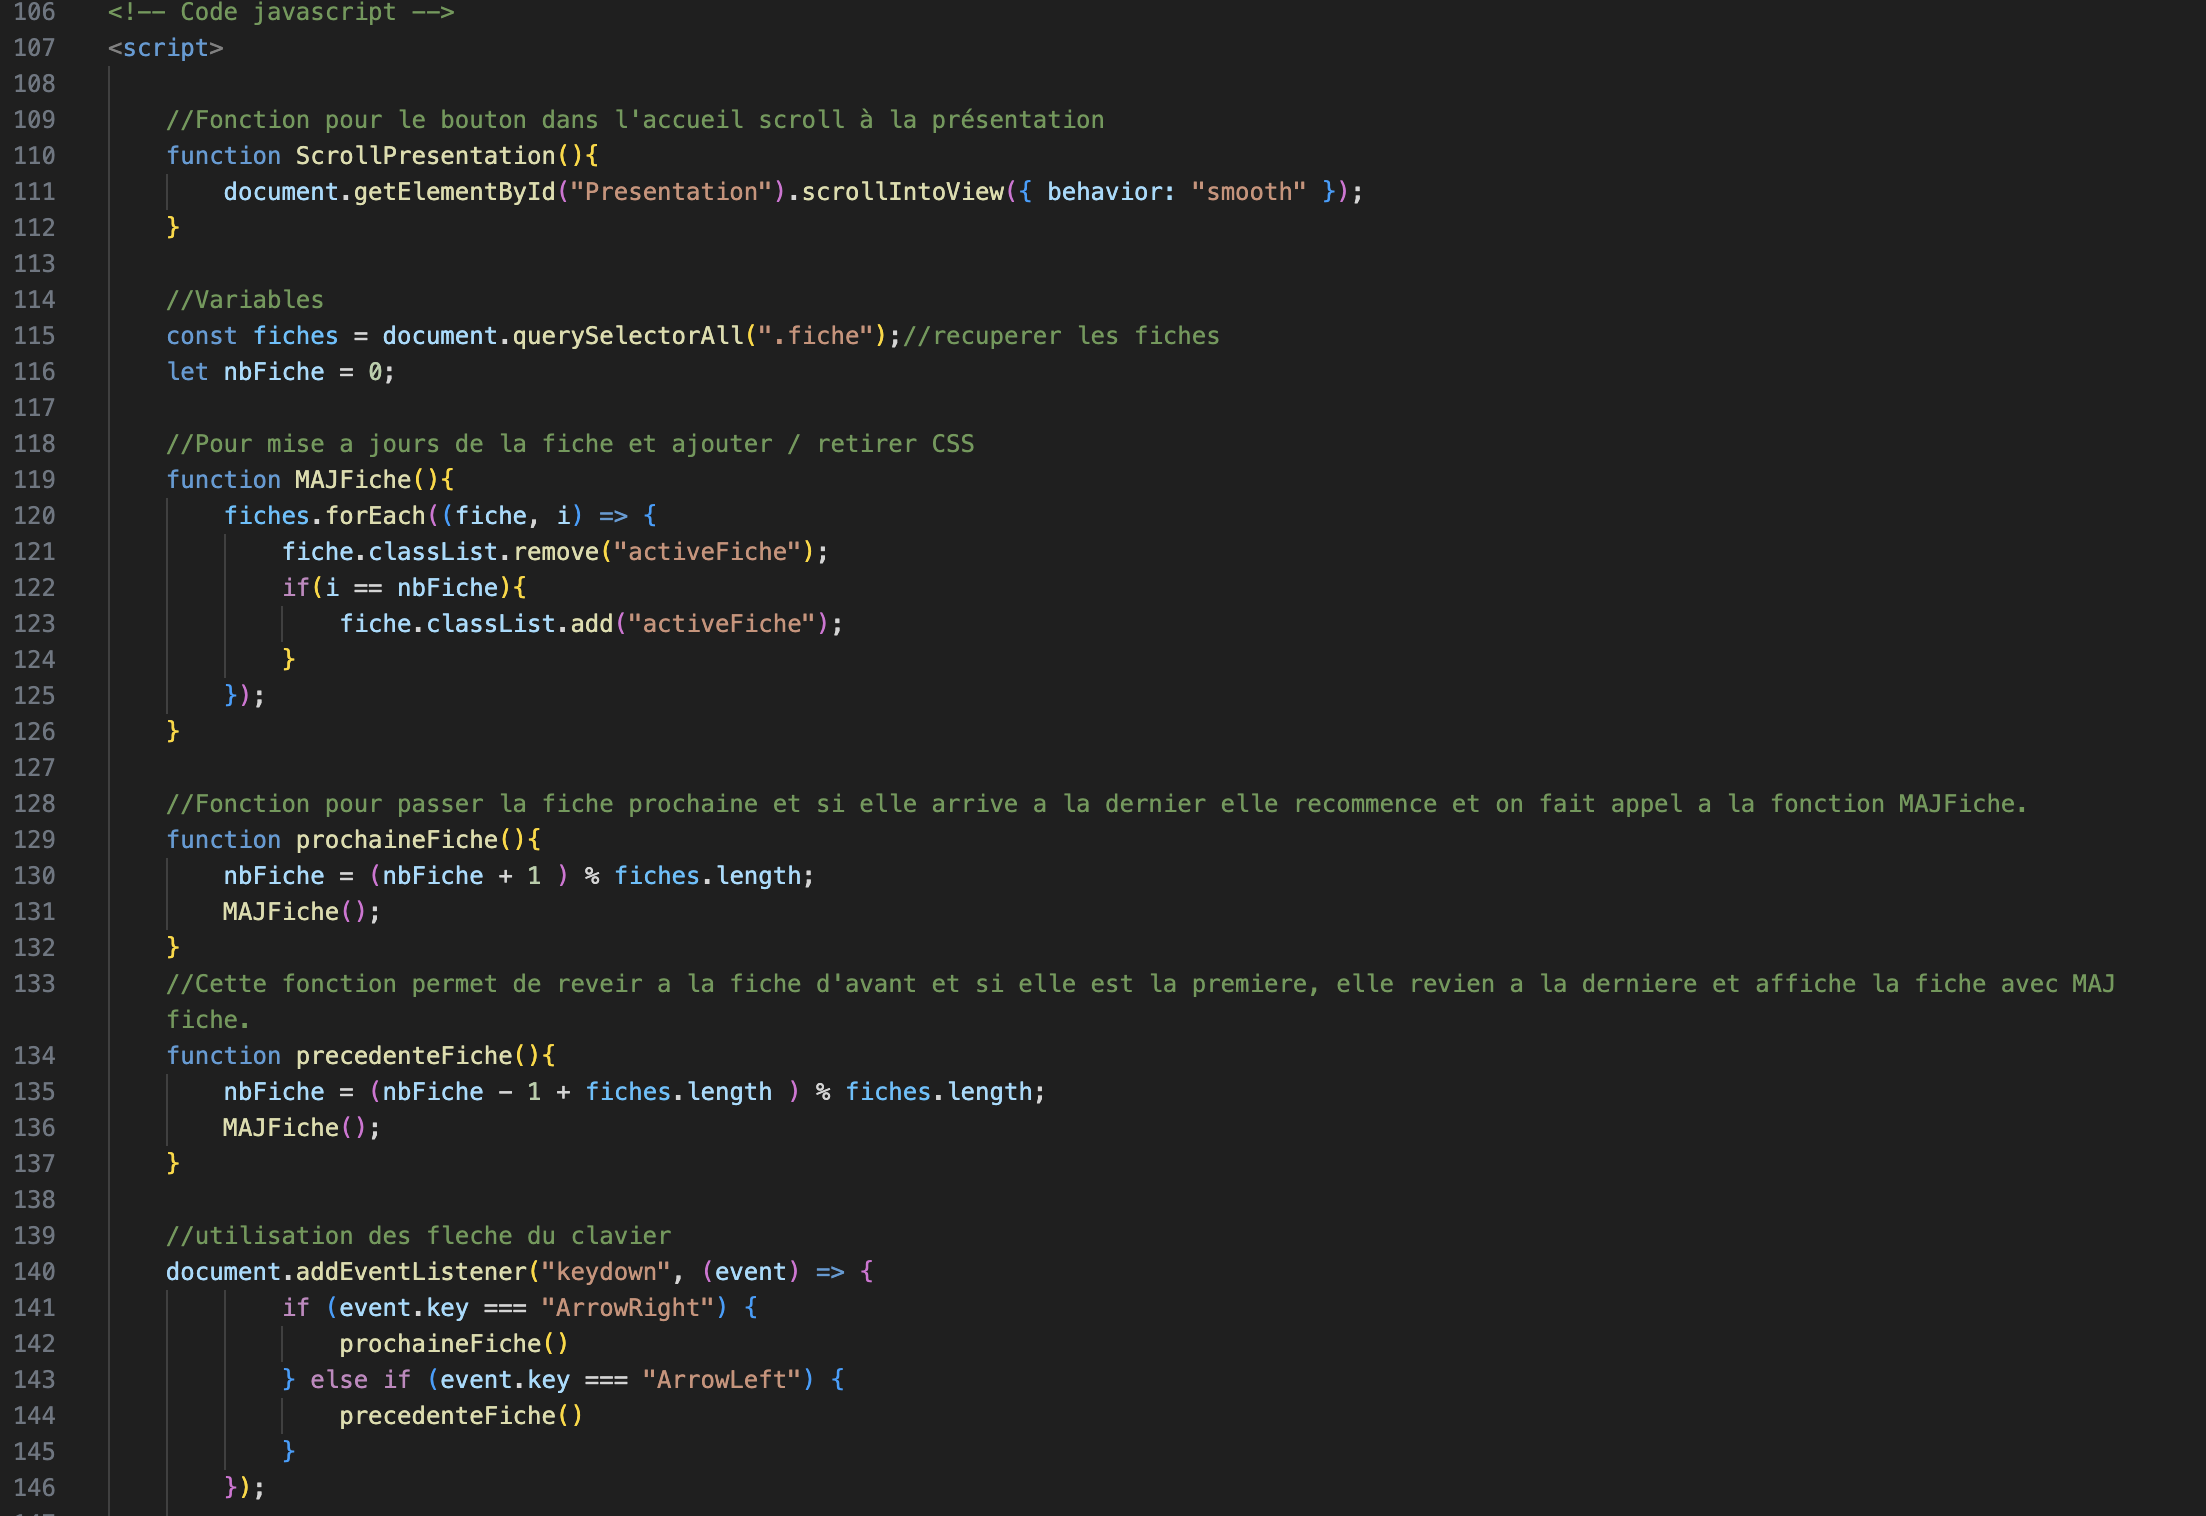 106 <!-- Code javascript -->
107 <script>
108
109 //Fonction pour le bouton dans l'accueil scroll à la présentation
110 function ScrollPresentation(){
111 document.getElementById("Presentation").scrollIntoView({ behavior: "smooth" });
112 }
113
114 //Variables
115 const fiches = document.querySelectorAll(".fiche");//recuperer les fiches
116 let nbFiche = 0;
117
118 //Pour mise a jours de la fiche et ajouter / retirer CSS
119 function MAJFiche(){
120 fiches.forEach((fiche, i) => {
121 fiche.classList.remove("activeFiche");
122 if(i == nbFiche){
123 fiche.classList.add("activeFiche");
124 }
125 });
126 }
127
128 //Fonction pour passer la fiche prochaine et si elle arrive a la dernier elle recommence et on fait appel a la fonction MAJFiche.
129 function prochaineFiche(){
130 nbFiche = (nbFiche + 1 ) % fiches.length;
131 MAJFiche();
132 }
133 //Cette fonction permet de reveir a la fiche d'avant et si elle est la premiere, elle revien a la derniere et affiche la fiche avec MAJ
fiche.
134 function precedenteFiche(){
135 nbFiche = (nbFiche - 1 + fiches.length ) % fiches.length;
136 MAJFiche();
137 }
138
139 //utilisation des fleche du clavier
140 document.addEventListener("keydown", (event) => {
141 if (event.key === "ArrowRight") {
142 prochaineFiche()
143 } else if (event.key === "ArrowLeft") {
144 precedenteFiche()
145 }
146 });